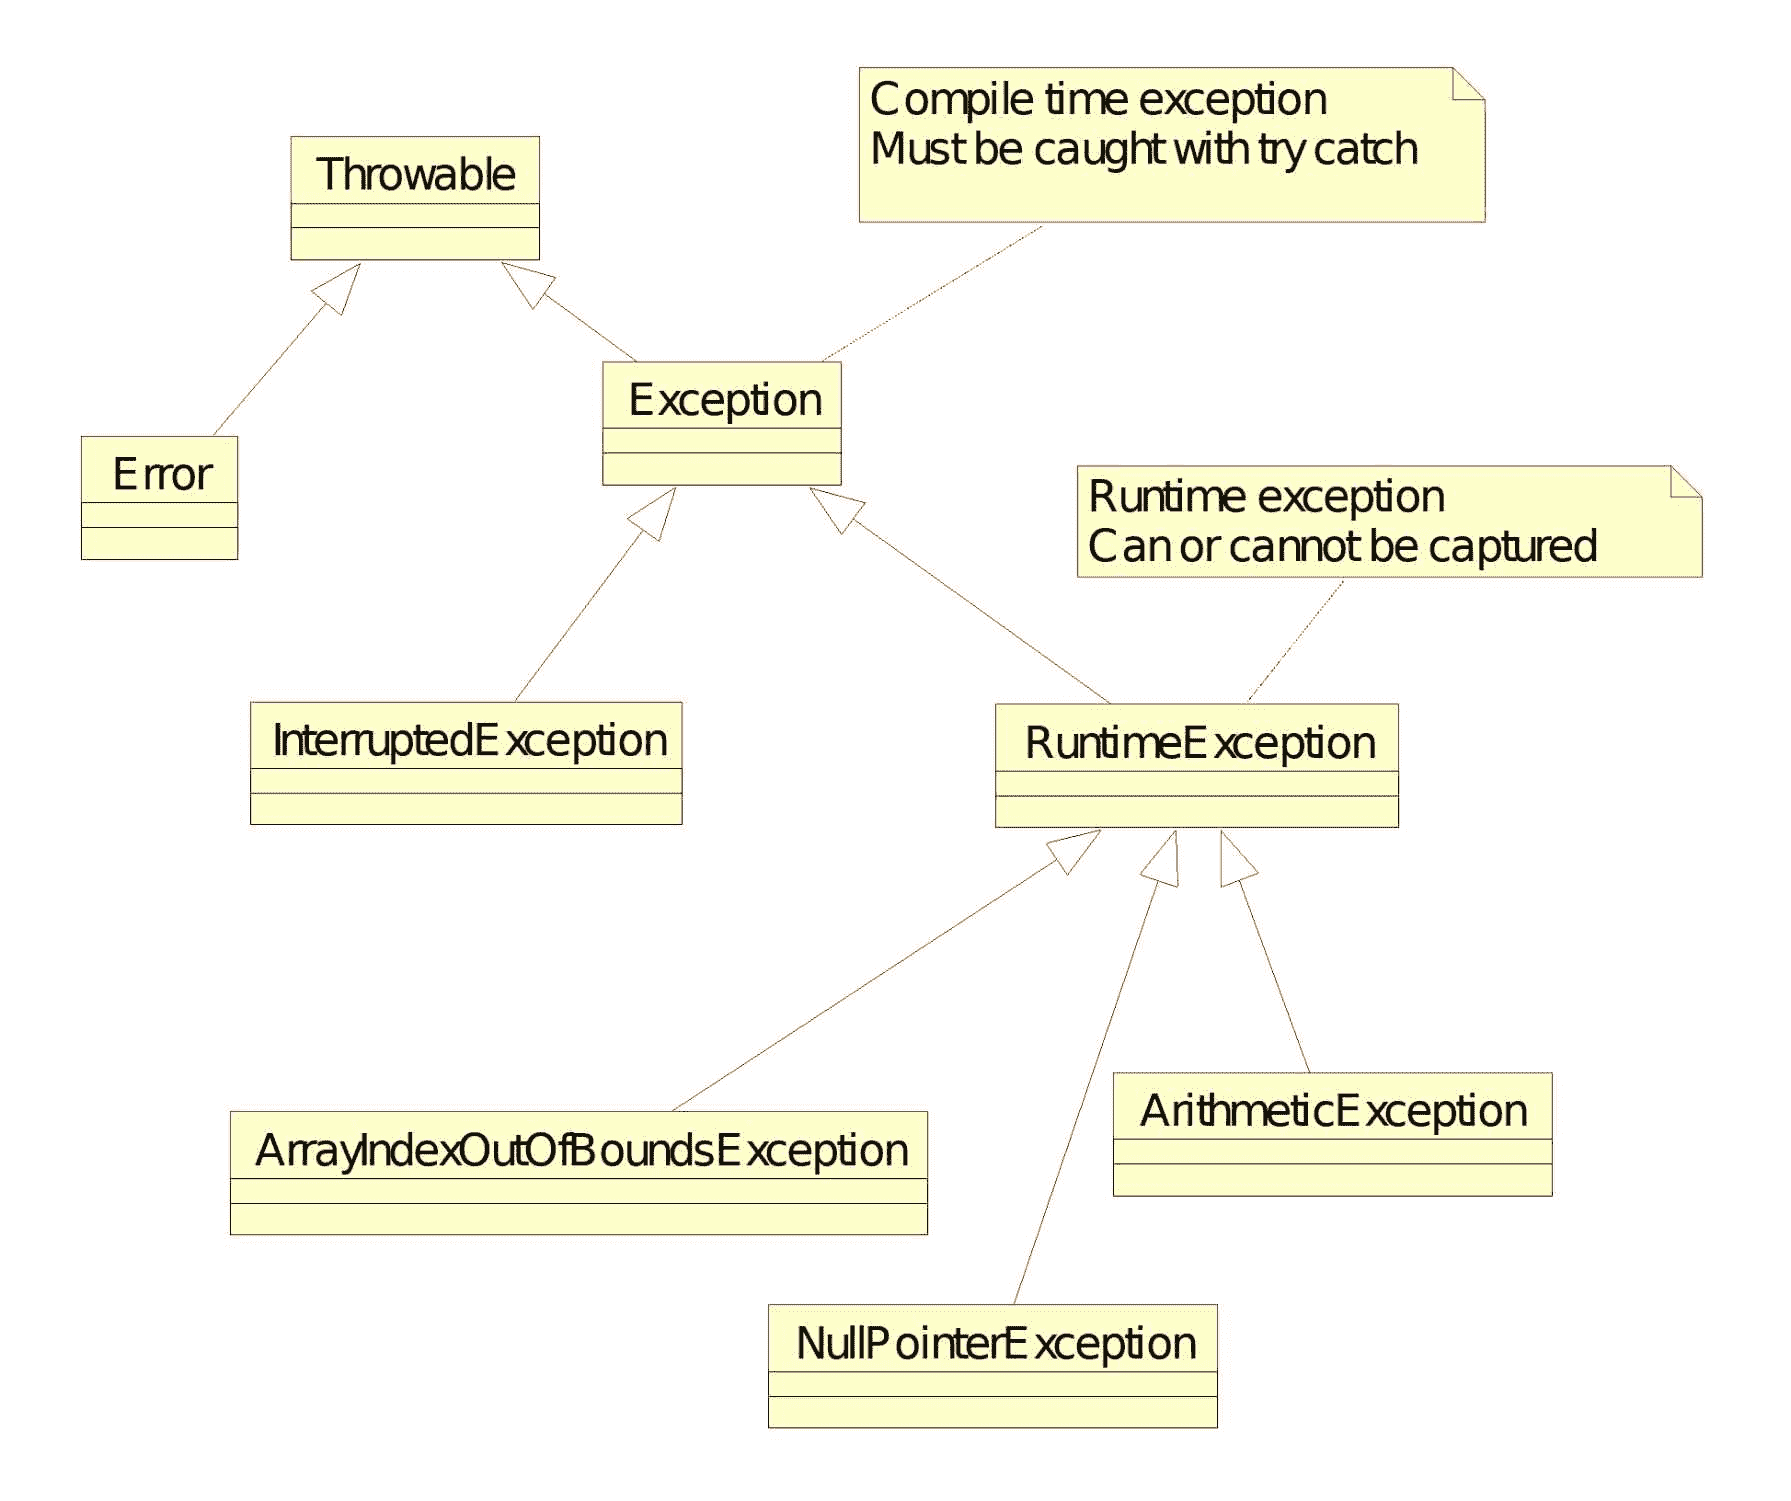 Compile time exception
Must be caught with try catch
Throwable
Exception
Error
Runtime exception
Can or cannot be captured
InterruptedException
RuntimeException
ArrayIndexOutOfBoundsException
ArithmeticException
NullPointerException